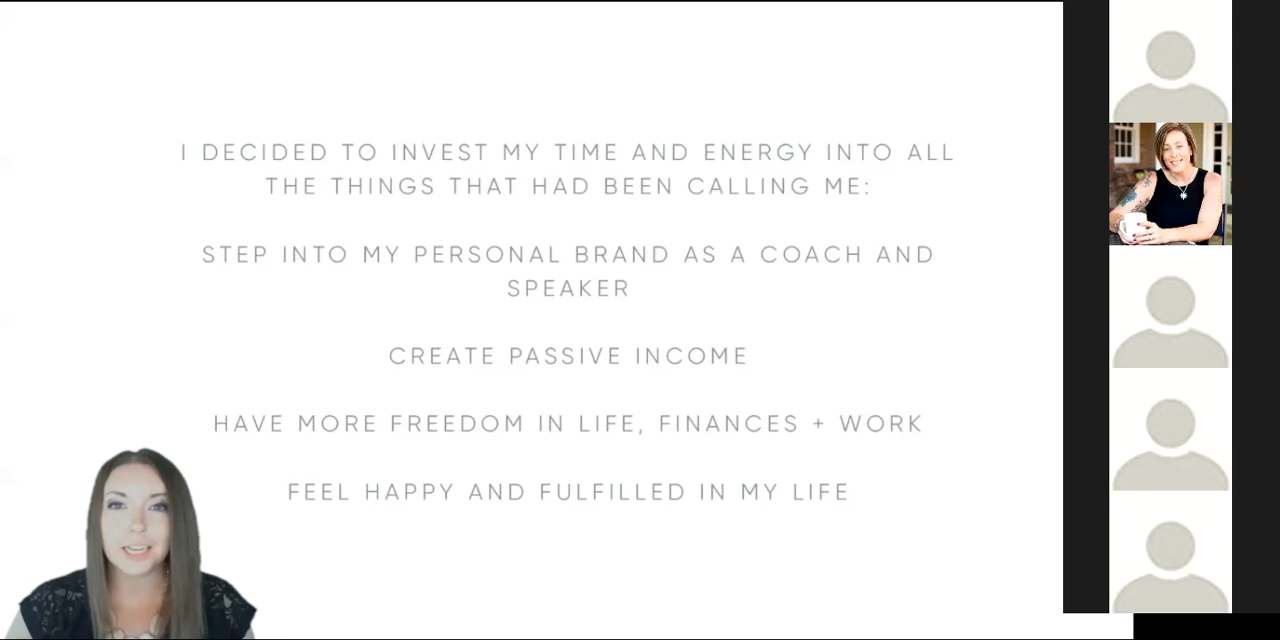 I DECIDED TO INVEST MY TIME AND ENERGY INTO ALL
THE THINGS THAT HAD BEEN CALLING ME:
STEP INTO MY PERSONAL BRAND AS A COACH AND
SPEAKER
CREATE PASSIVE INCOME
HAVE MORE FREEDOM IN LIFE, FINANCES + WORK
FEEL HAPPY AND FULFILLED IN MY LIFE